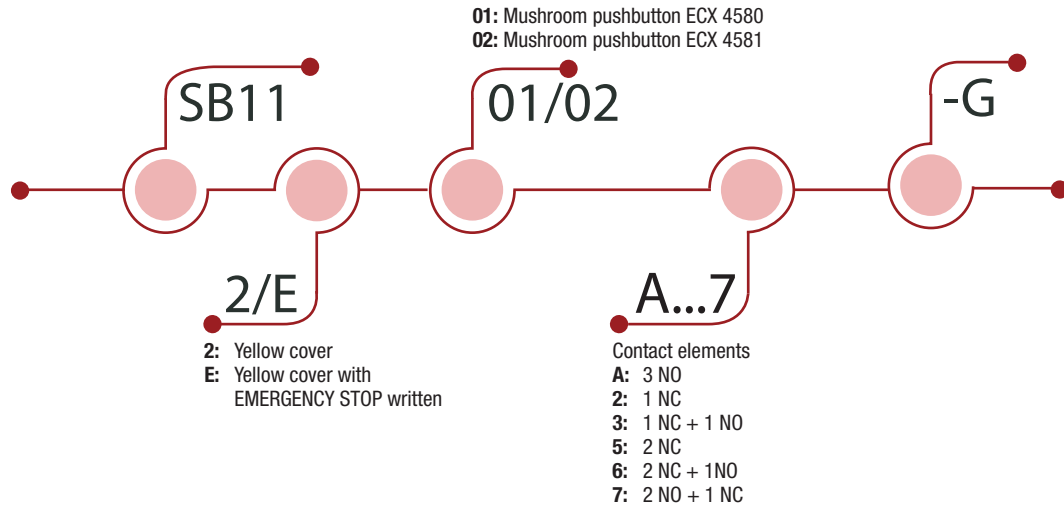 01: Mushroom pushbutton ECX 4580
02: Mushroom pushbutton ECX 4581
SB11
01/02
-G
2/E
A...7
2: Yellow cover
E: Yellow cover with
EMERGENCY STOP written
Contact elements
A: 3 NO
2: 1 NC
3: 1 NC + 1 NO
5: 2 NC
6: 2 NC + 1NO
7: 2 NO + 1 NC